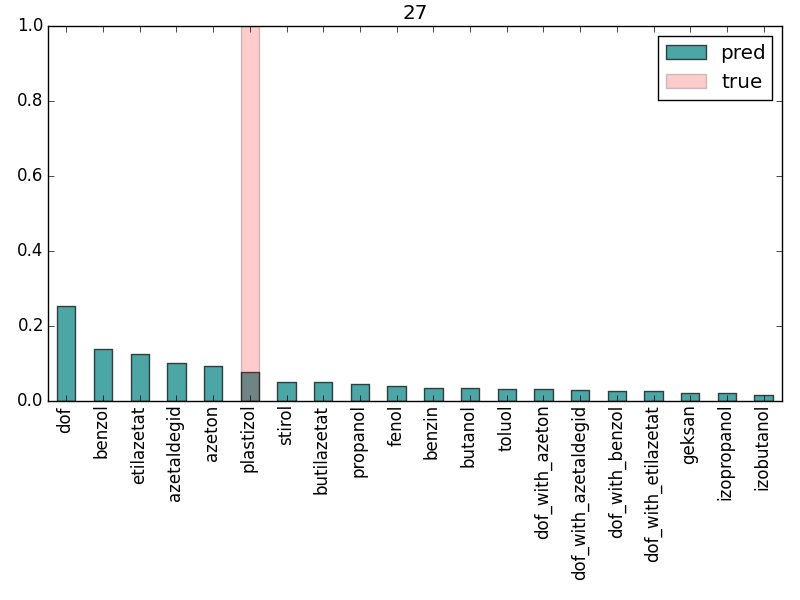 27
1.0
0.8
0.6
0.4
0.2
0.0
pred
true
dof
benzol
etilazetat
azetaldegid
azeton
plastizol
stirol
butilazetat
propanol
fenol
benzin
butanol
toluol
dof_with_azeton
dof_with_azetaldegid
dof_with_benzol
dof_with_etilazetat
geksan
izopropanol
izobutanol